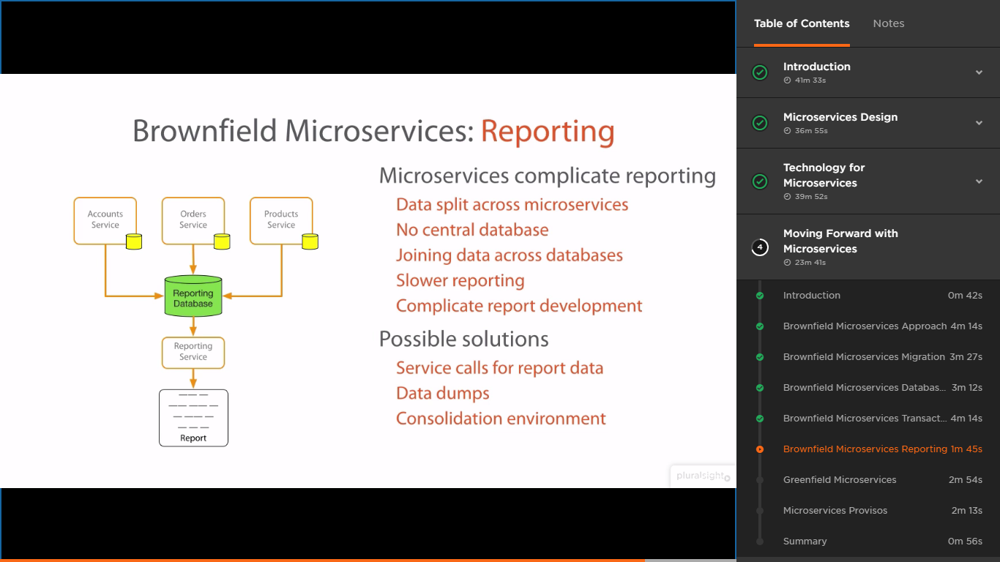 Brownfield Microservices: Reporting
Accounts
Service
Orders
Service
Products
Service
Reporting
Database
Reporting
Service
Report
Microservices complicate reporting
Data split across microservices
No central database
Joining data across databases
Slower reporting
Complicate report development
Possible solutions
Service calls for report data
Data dumps
Consolidation environment
pluralsight
Table of Contents
Notes
Introduction
41m 33s
Microservices Design
36m 55s
Technology for
Microservices
39m 52s
4
Moving Forward with
Microservices
23m 41s
Introduction 0m 42s
Brownfield Microservices Approach 4m 14s
Brownfield Microservices Migration 3m 27s
Brownfield Microservices Databas... 3m 12s
Brownfield Microservices Transact... 4m 14s
Brownfield Microservices Reporting 1m 45s
Greenfield Microservices 2m 54s
Microservices Provisos 2m 13s
Summary 0m 56s